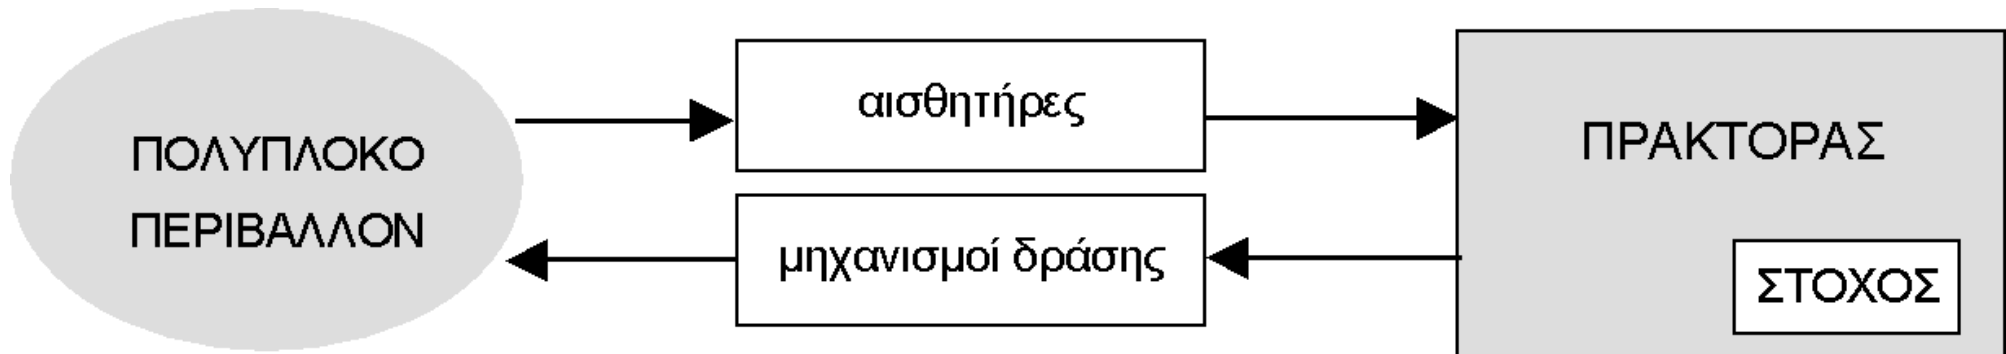 ΠΟΛΥΠΛΟΚΟ
ΠΕΡΙΒΑΛΛΟΝ
αισθητήρες
μηχανισμοί δράσης
ΠΡΑΚΤΟΡΑΣ
ΣΤΟΧΟΣ